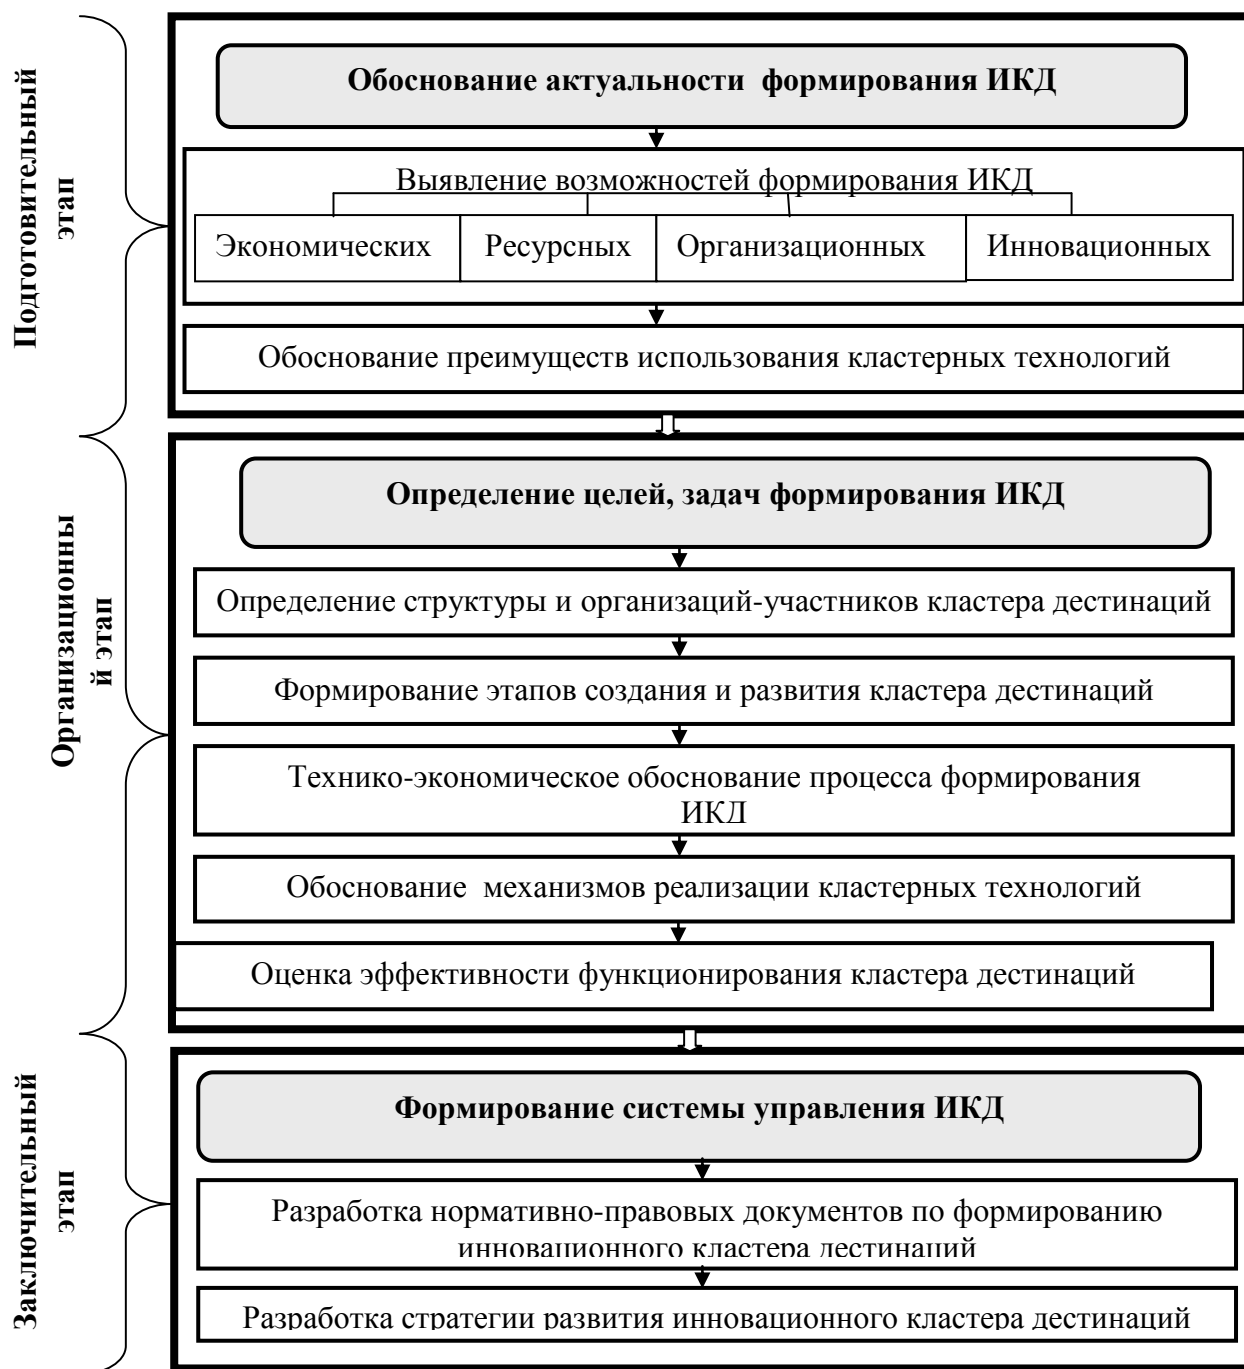 Подготовительный
этап
Обоснование актуальности формирования ИКД
Выявление возможностей формирования ИКД
Экономических
Ресурсных
Организационных
Инновационных
Обоснование преимуществ использования кластерных технологий
Организационны
й этап
Определение целей, задач формирования ИКД
Определение структуры и организаций-участников кластера дестинаций
Формирование этапов создания и развития кластера дестинаций
Технико-экономическое обоснование процесса формирования
ИКД
Обоснование механизмов реализации кластерных технологий
Оценка эффективности функционирования кластера дестинаций
Заключительный
этап
Формирование системы управления ИКД
Разработка нормативно-правовых документов по формированию
инновационного кластера дестинаций
Разработка стратегии развития инновационного кластера дестинаций